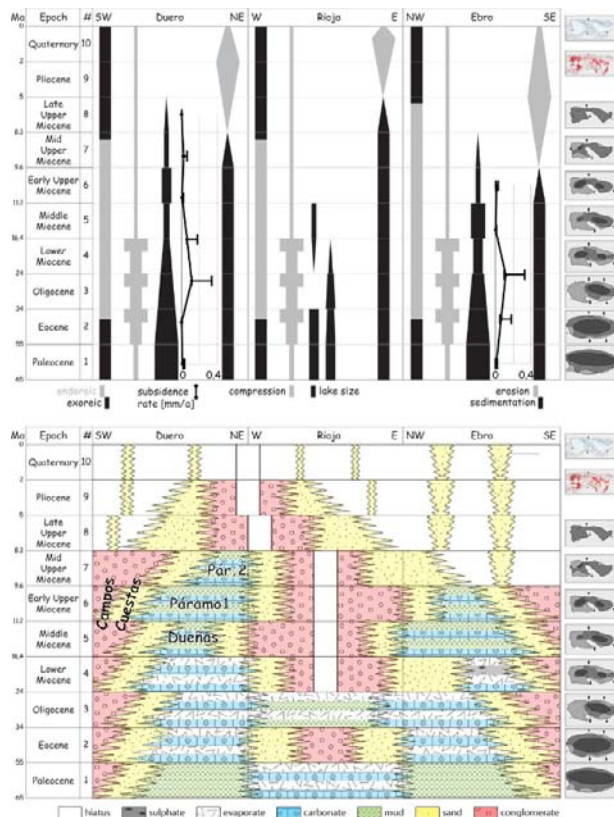 Ma Epoch # SW Duero NE W Rioja E NW Ebro SE
0
Quaternary 10
2
Pliocene 9
5
Late Upper Miocene 8
8.3
Mid Upper Miocene 7
9.6
Early Upper Miocene 6
11.2
Middle Miocene 5
16.4
Lower Miocene 4
24
Oligocene 3
34
Eocene 2
55
Paleocene 1
65
0 0.4 0 0.4
endoreic
exoreic
subsidence rate [mm/a]
compression
lake size
erosion
sedimentation
Ma Epoch # SW Duero NE W Rioja E NW Ebro SE
0
Quaternary 10
2
Pliocene 9
5
Late Upper Miocene 8
8.3
Mid Upper Miocene 7
Par. 2
9.6
Campos
Cuestas
Early Upper Miocene 6
Páramo1
11.2
Middle Miocene 5
Duenas
16.4
Lower Miocene 4
24
Oligocene 3
34
Eocene 2
55
Paleocene 1
65
hiatus sulphate evaporate carbonate mud sand conglomerate